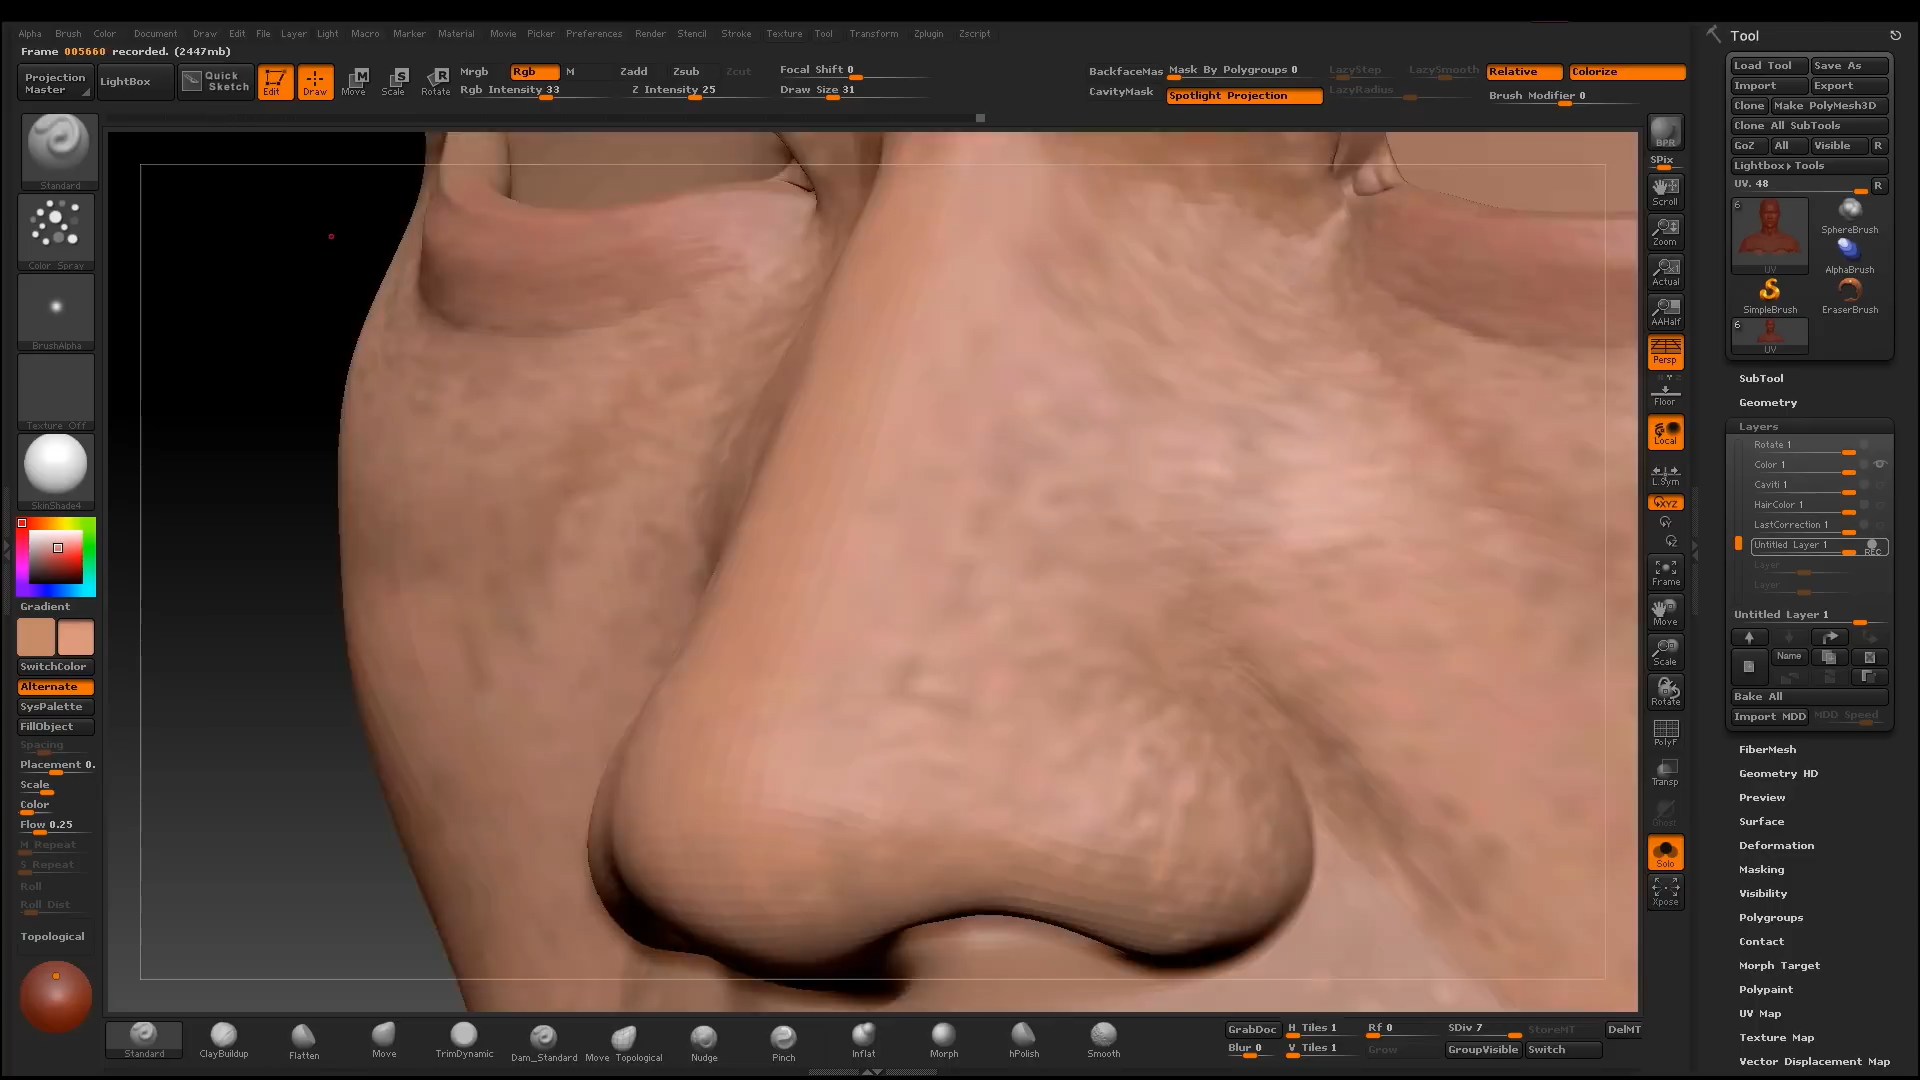 Alpha Brush Color Document Draw Edit File Layer Light Macro Marker Material Movie Picker Preferences Render Stencil Stroke Texture Tool Transform Zplugin Zscript
Frame 005660 recorded. (2447mb)
Projection Master
LightBox
Quick Sketch
Edit
Draw
Move
Scale
Rotate
Mrgb Rgb M
Rgb Intensity 33
Zadd Zsub Zcut
Z Intensity 25
Focal Shift 0
Draw Size 31
BackfaceMas
CavityMask
Mask By Polygroups 0
Spotlight Projection
LazyStep
LazyRadius
LazySmooth
Relative
Colorize
Brush Modifier 0
Standard
Color Spray
BrushAlpha
Texture Off
SkinShade4
Gradient
SwitchColor
Alternate
SysPalette
FillObject
Spacing
Placement 0.
Scale
Color
Flow 0.25
M Repeat
S Repeat
Roll
Roll Dist
Topological
BPR
SPix
Scroll
Zoom
Actual
AAHalf
Persp
Floor
Local
L.Sym
XYZ
Y
Z
Frame
Move
Scale
Rotate
PolyF
Transp
Ghost
Solo
Xpose
Tool
Load Tool Save As
Import Export
Clone Make PolyMesh3D
Clone All SubTools
GoZ All Visible R
Lightbox▸Tools
UV. 48 R
6
UV
SphereBrush
AlphaBrush
SimpleBrush
EraserBrush
6
UV
SubTool
Geometry
Layers
Rotate 1
Color 1
Caviti 1
HairColor 1
LastCorrection 1
Untitled Layer 1 REC
Layer
Layer
Untitled Layer 1
Name
Bake All
Import MDD MDD Speed
FiberMesh
Geometry HD
Preview
Surface
Deformation
Masking
Visibility
Polygroups
Contact
Morph Target
Polypaint
UV Map
Texture Map
Vector Displacement Map
Standard ClayBuildup Flatten Move TrimDynamic Dam_Standard Move Topological Nudge Pinch Inflat Morph hPolish Smooth
GrabDoc H Tiles 1 Rf 0 SDiv 7 StoreMT DelMT
Blur 0 V Tiles 1 Grow GroupVisible Switch